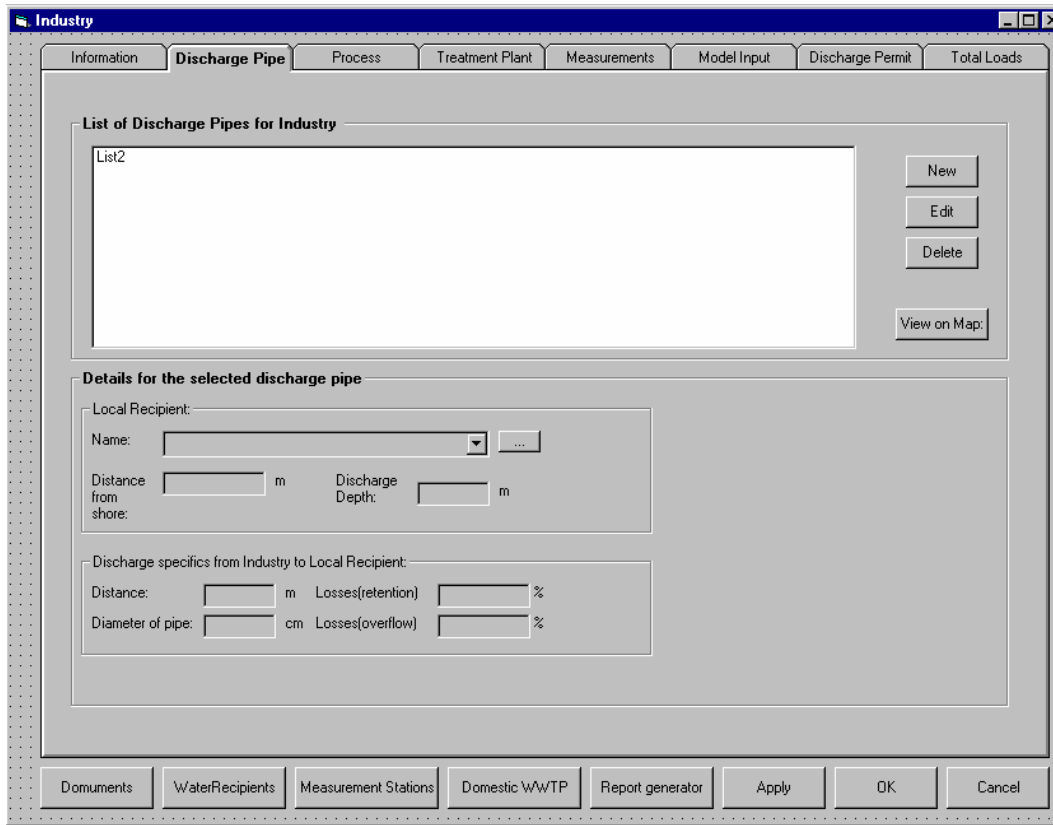 Industry
Information Discharge Pipe Process Treatment Plant Measurements Model Input Discharge Permit Total Loads
List of Discharge Pipes for Industry
List2
New
Edit
Delete
View on Map:
Details for the selected discharge pipe
Local Recipient:
Name: ...
Distance from shore: m Discharge Depth: m
Discharge specifics from Industry to Local Recipient:
Distance: m Losses(retention) %
Diameter of pipe: cm Losses(overflow) %
Domuments WaterRecipients Measurement Stations Domestic WWTP Report generator Apply OK Cancel